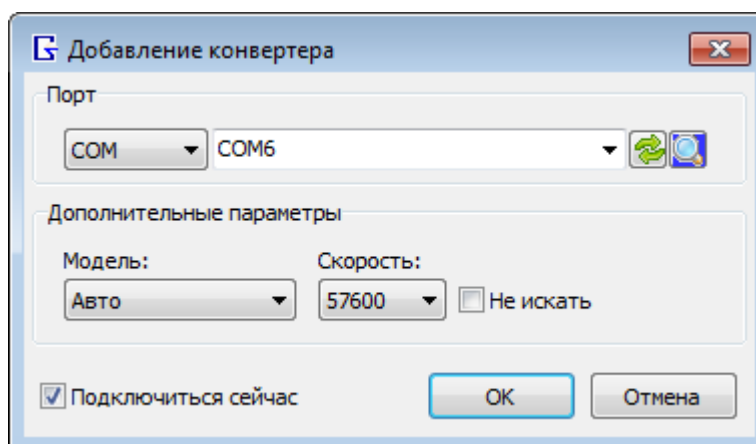 Добавление конвертера
Порт
COM COM6
Дополнительные параметры
Модель: Скорость:
Авто 57600 Не искать
Подключиться сейчас OK Отмена